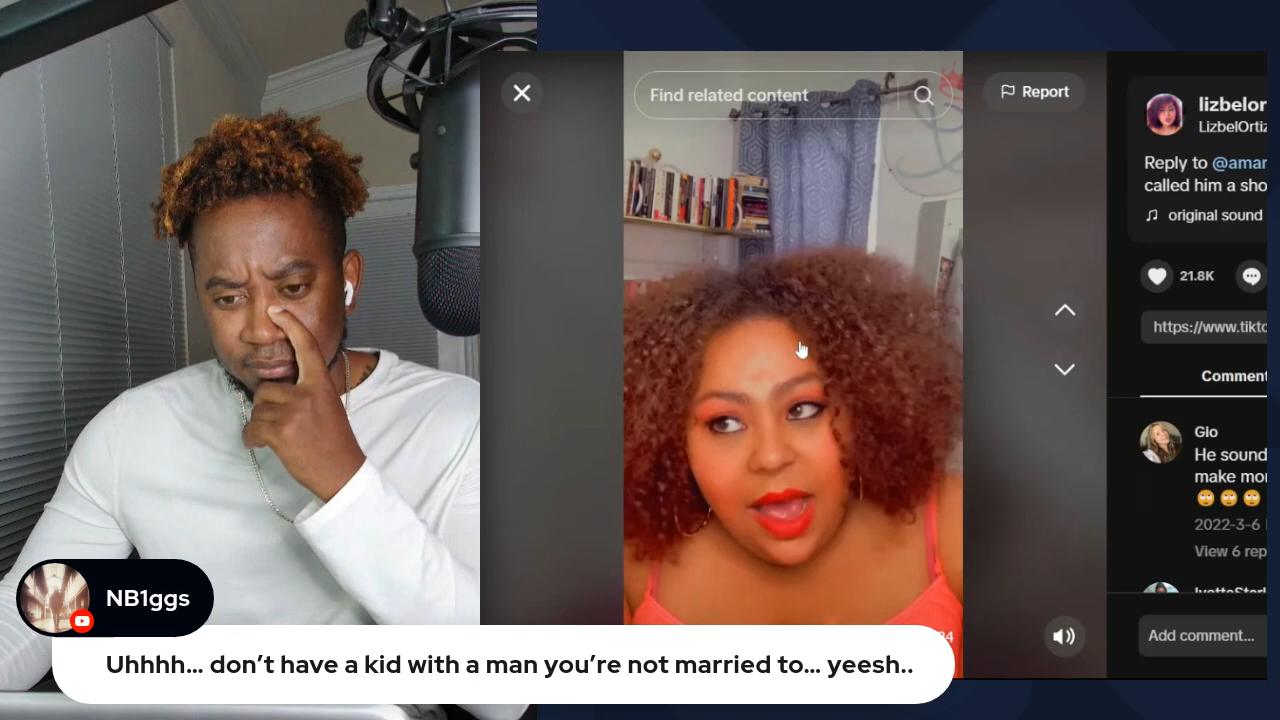 Find related content
Report
lizbelor
LizbelOrtiz
Reply to @amar
called him a sho
original sound
21.8K
https://www.tikto
Comment
Gio
He sound
make mor
2022-3-6
View 6 rep
Add comment...
NB1ggs
Uhhhh... don't have a kid with a man you're not married to... yeesh..